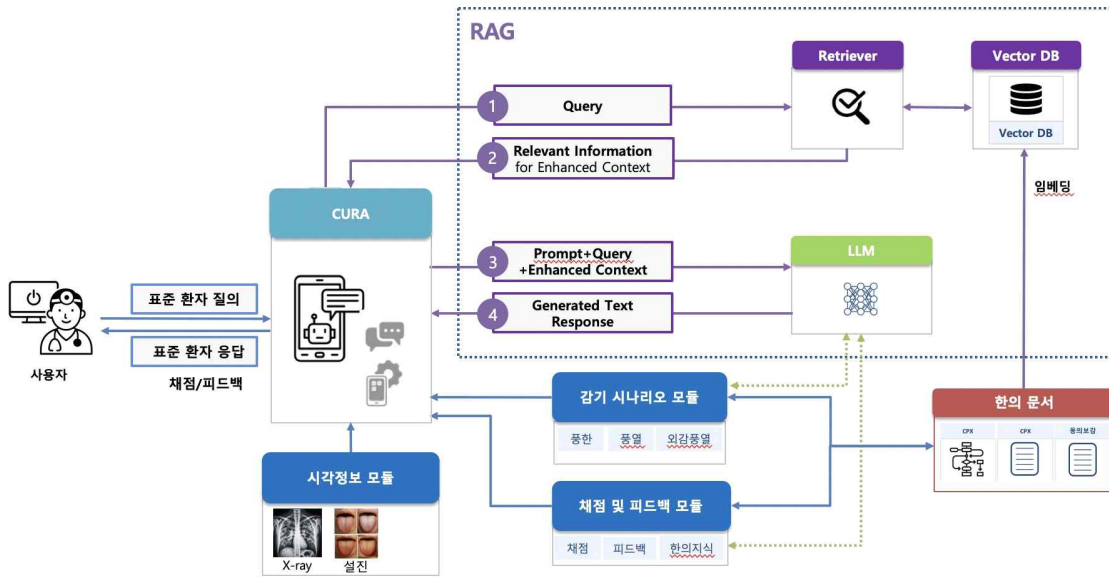 RAG
Retriever
Vector DB
Vector DB
1
Query
2
Relevant Information
for Enhanced Context
임베딩
CURA
3
Prompt+Query
+Enhanced Context
LLM
4
Generated Text
Response
표준 환자 질의
표준 환자 응답
채점/피드백
사용자
감기 시나리오 모듈
풍한
풍열
외감풍열
한의 문서
CPX
CPX
동의보감
시각정보 모듈
X-ray
설진
채점 및 피드백 모듈
채점
피드백
한의지식